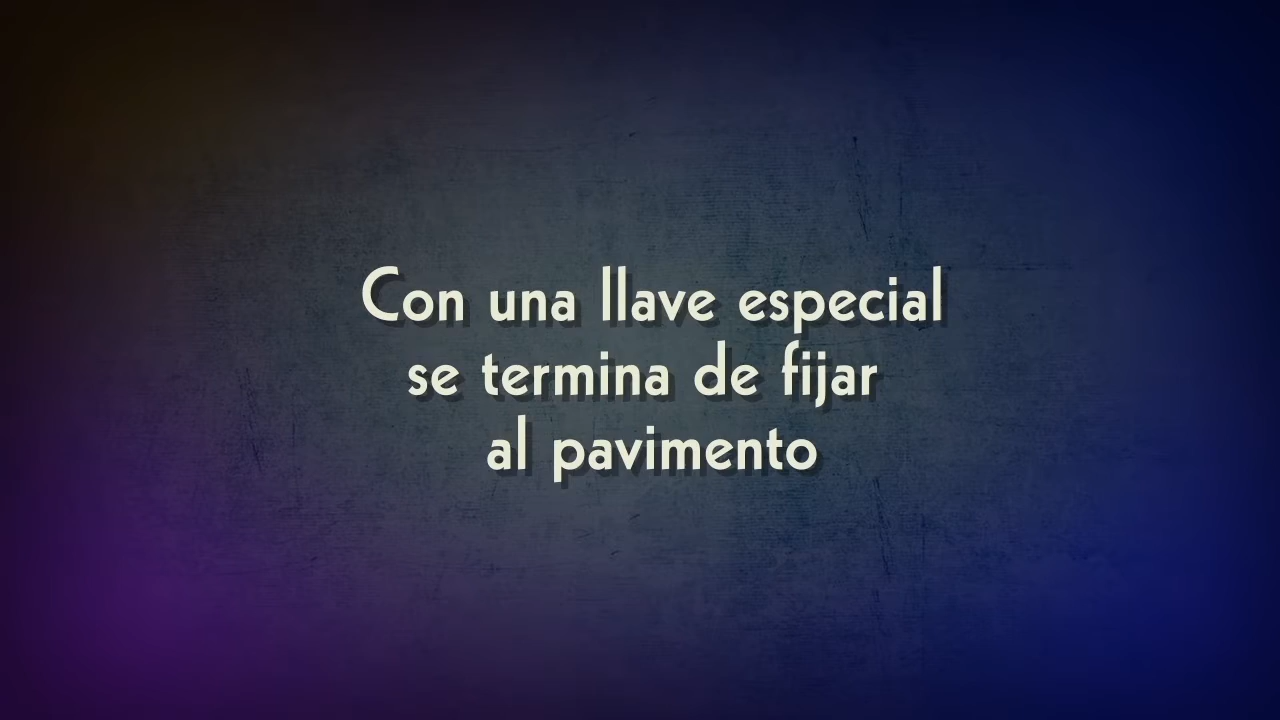 Con una llave especial
se termina de fijar
al pavimento